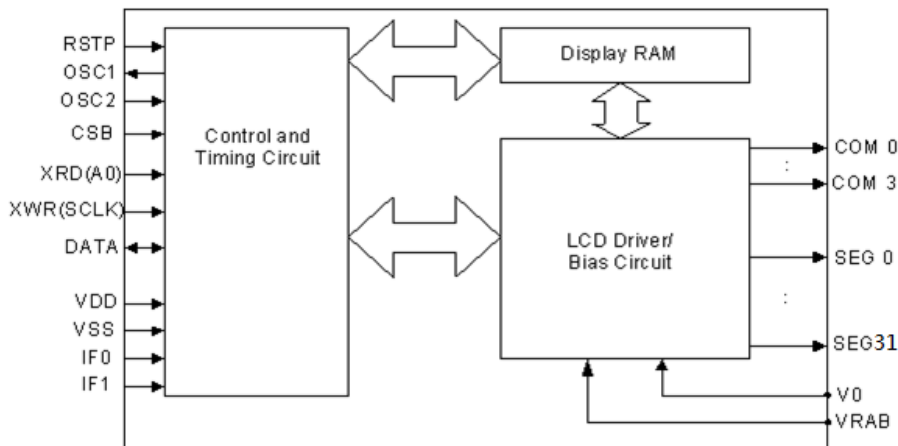 RSTP
OSC1
OSC2
CSB
XRD(A0)
XWR(SCLK)
DATA
VDD
VSS
IF0
IF1
Control and
Timing Circuit
Display RAM
LCD Driver/
Bias Circuit
COM 0
:
COM 3
SEG 0
:
SEG31
V0
VRAB